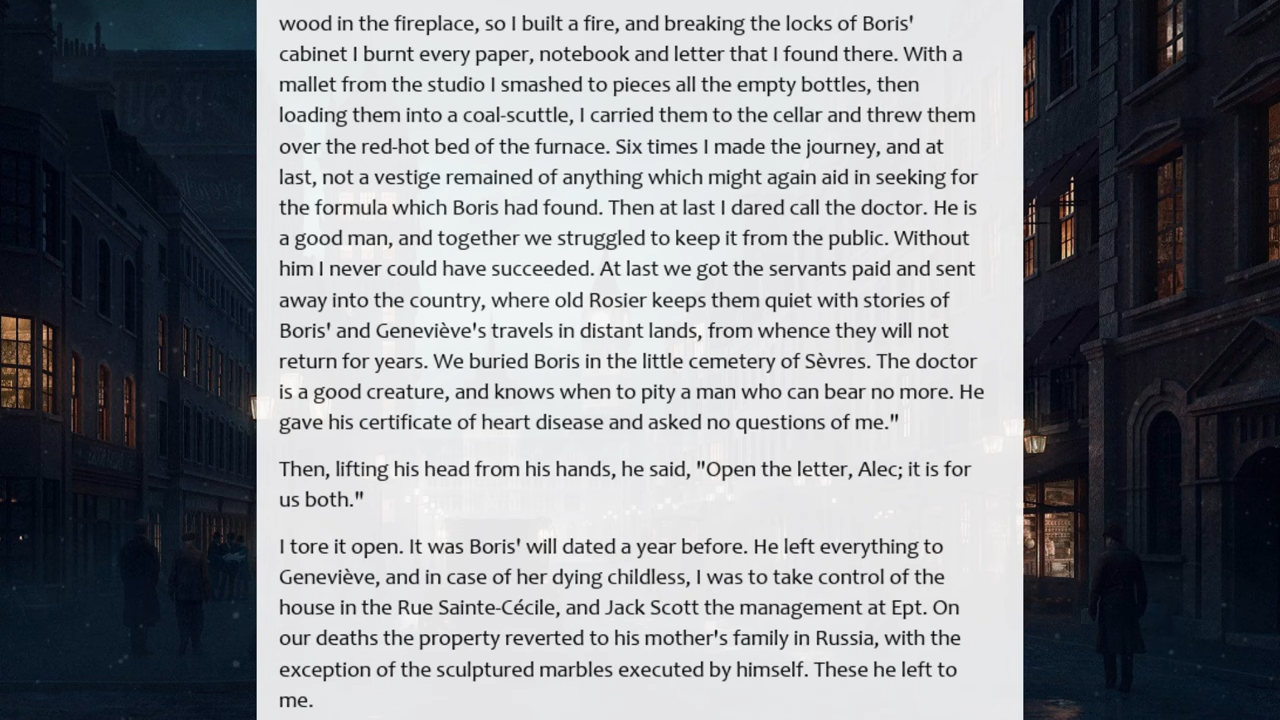 wood in the fireplace, so I built a fire, and breaking the locks of Boris'
cabinet I burnt every paper, notebook and letter that I found there. With a
mallet from the studio I smashed to pieces all the empty bottles, then
loading them into a coal-scuttle, I carried them to the cellar and threw them
over the red-hot bed of the furnace. Six times I made the journey, and at
last, not a vestige remained of anything which might again aid in seeking for
the formula which Boris had found. Then at last I dared call the doctor. He is
a good man, and together we struggled to keep it from the public. Without
him I never could have succeeded. At last we got the servants paid and sent
away into the country, where old Rosier keeps them quiet with stories of
Boris' and Geneviève's travels in distant lands, from whence they will not
return for years. We buried Boris in the little cemetery of Sèvres. The doctor
is a good creature, and knows when to pity a man who can bear no more. He
gave his certificate of heart disease and asked no questions of me."
Then, lifting his head from his hands, he said, "Open the letter, Alec; it is for
us both."
I tore it open. It was Boris' will dated a year before. He left everything to
Geneviève, and in case of her dying childless, I was to take control of the
house in the Rue Sainte-Cécile, and Jack Scott the management at Ept. On
our deaths the property reverted to his mother's family in Russia, with the
exception of the sculptured marbles executed by himself. These he left to
me.